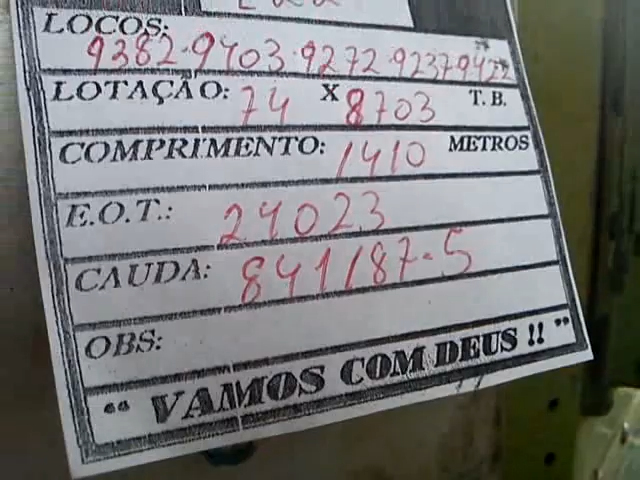 LOCOS:
9382·9403·9272·9237 9422
LOTAÇÃO: 74 X 8703 T. B.
COMPRIMENTO: 1410 METROS
E.O.T.: 24023
CAUDA: 841187-5
OBS:
“ VAMOS COM DEUS !! ”